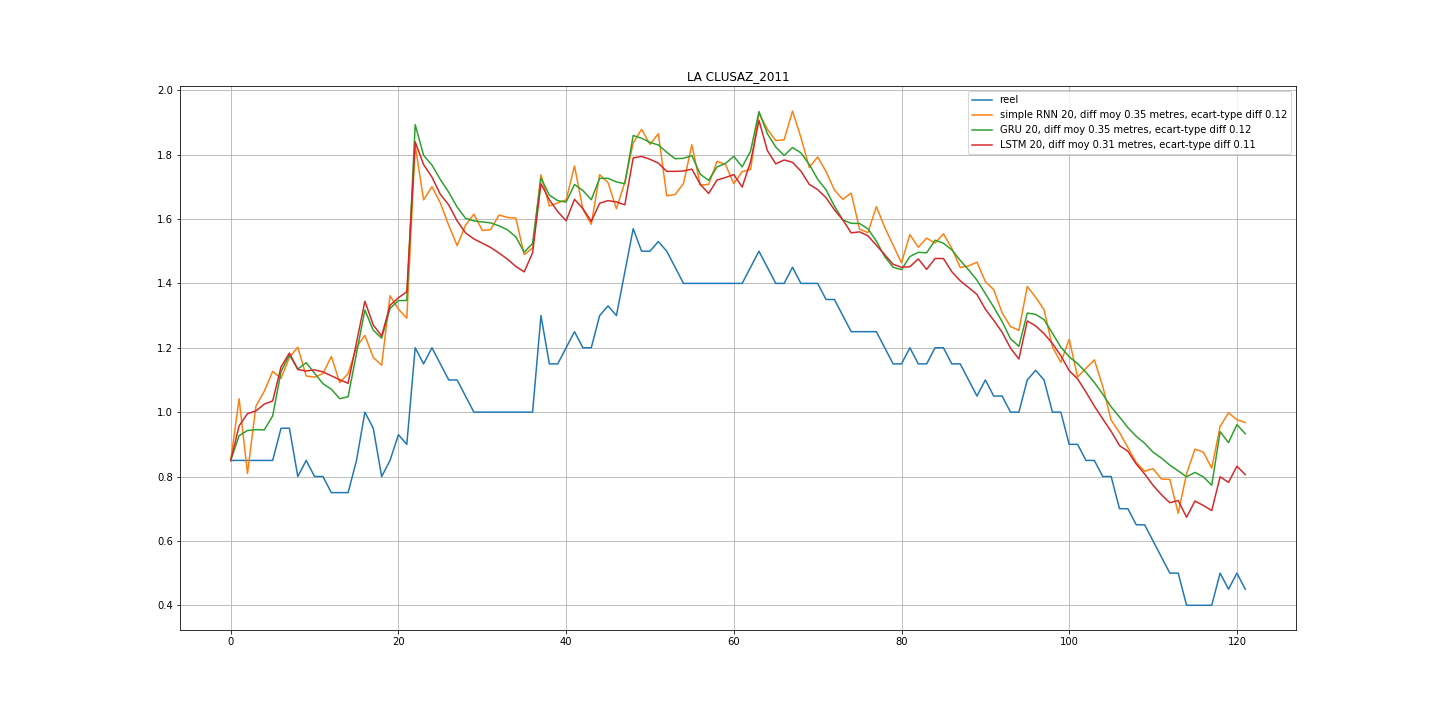 LA CLUSAZ_2011
reel
simple RNN 20, diff moy 0.35 metres, ecart-type diff 0.12
GRU 20, diff moy 0.35 metres, ecart-type diff 0.12
LSTM 20, diff moy 0.31 metres, ecart-type diff 0.11
2.0
1.8
1.6
1.4
1.2
1.0
0.8
0.6
0.4
0 20 40 60 80 100 120